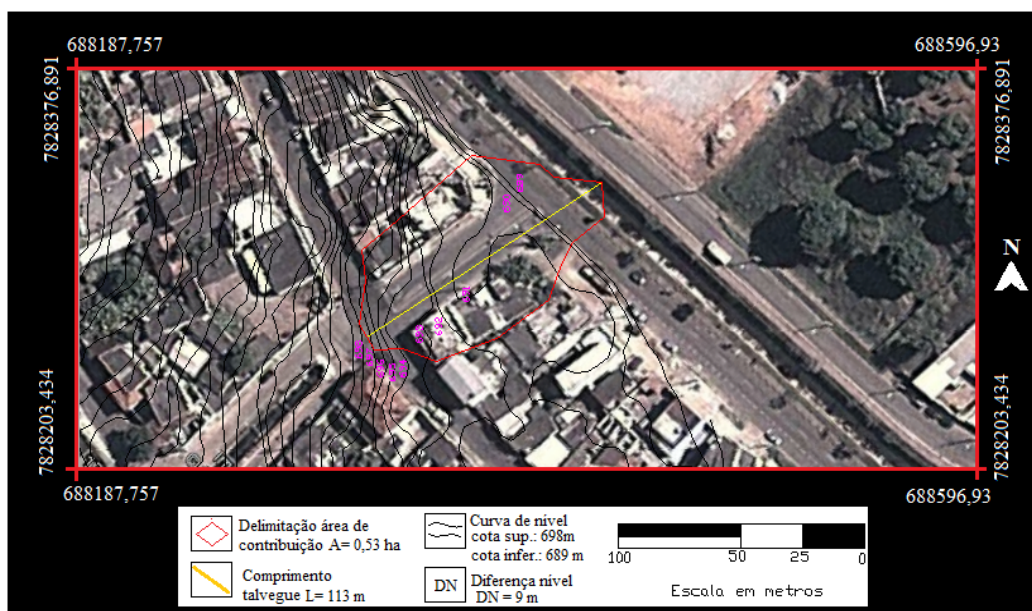 688187,757
688596,93
7828376,891
7828376,891
N
692
7828203,434
7828203,434
688187,757
688596,93
Delimitação área de
contribuição A= 0,53 ha
Curva de nível
cota sup.: 698m
cota infer.: 689 m
100
50
25
0
Comprimento
talvegue L= 113 m
DN
Diferença nível
DN = 9 m
Escala em metros